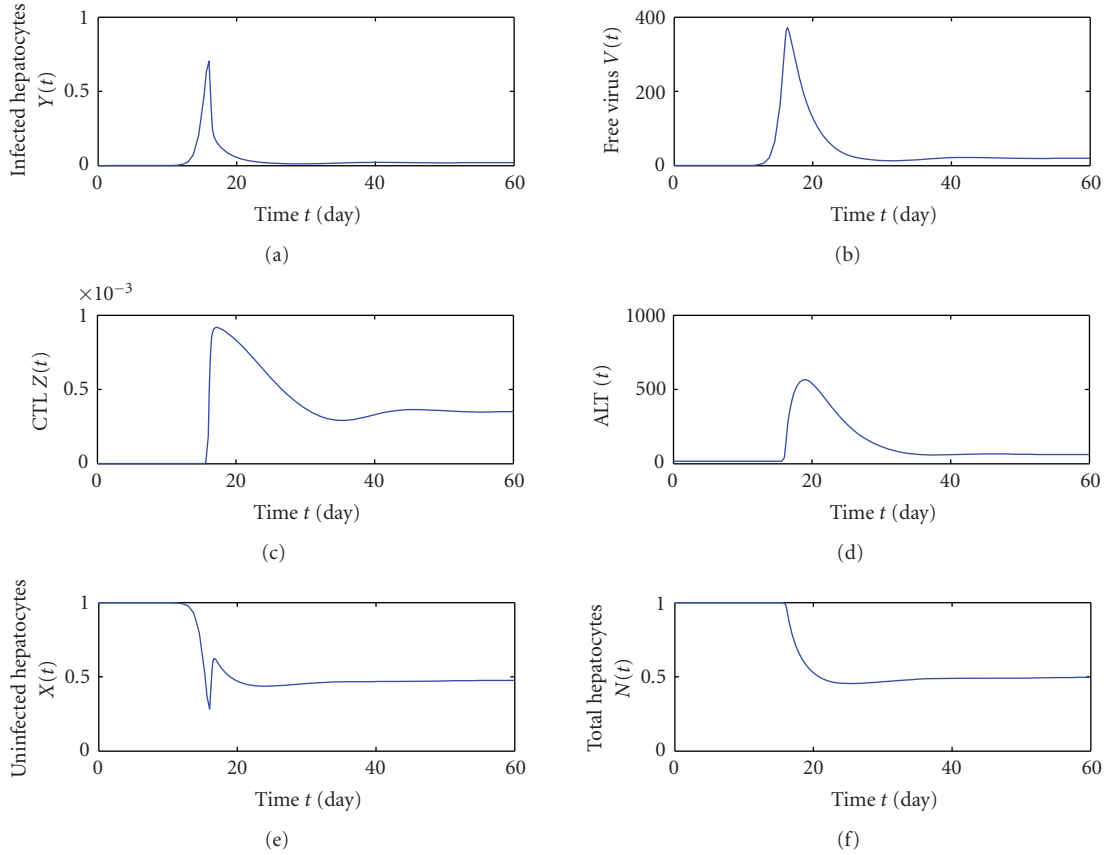 Infected hepatocytes
Y(t)
1
0.5
0
0
20
40
60
Time t (day)
(a)
Free virus V(t)
400
200
0
0
20
40
60
Time t (day)
(b)
×10−3
CTL Z(t)
1
0.5
0
0
20
40
60
Time t (day)
(c)
ALT (t)
1000
500
0
0
20
40
60
Time t (day)
(d)
Uninfected hepatocytes
X(t)
1
0.5
0
0
20
40
60
Time t (day)
(e)
Total hepatocytes
N(t)
1
0.5
0
0
20
40
60
Time t (day)
(f)